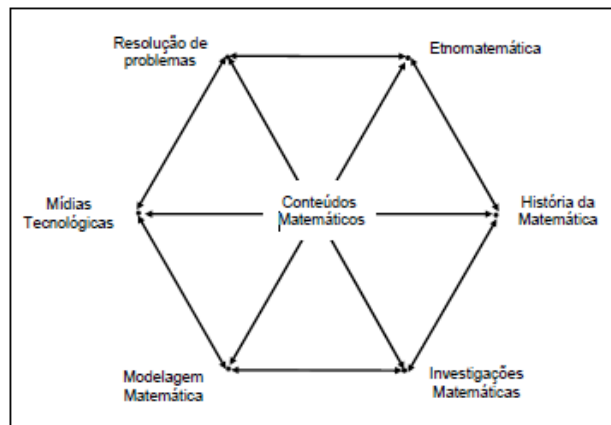 Resolução de
problemas
Etnomatemática
Mídias
Tecnológicas
Conteúdos
Matemáticos
História da
Matemática
Modelagem
Matemática
Investigações
Matemáticas